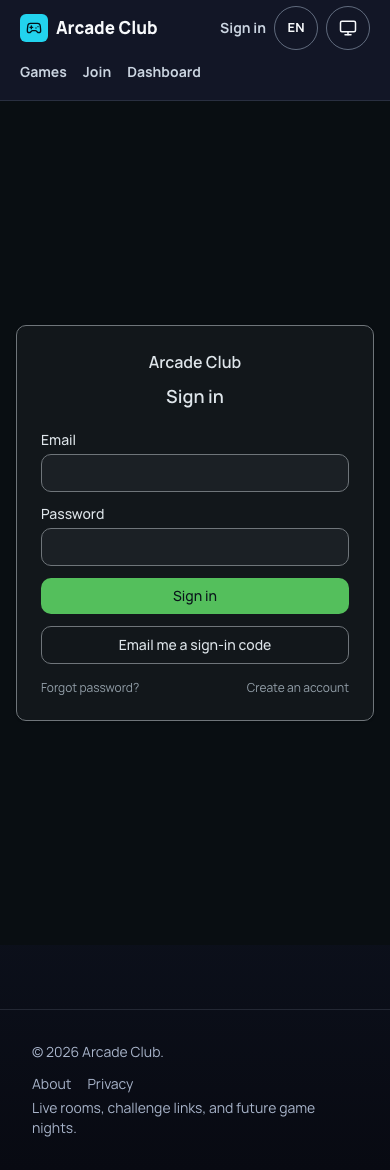 Arcade Club
Sign in
EN
Games
Join
Dashboard
Arcade Club
Sign in
Email
Password
Sign in
Email me a sign-in code
Forgot password?
Create an account
© 2026 Arcade Club.
About
Privacy
Live rooms, challenge links, and future game
nights.